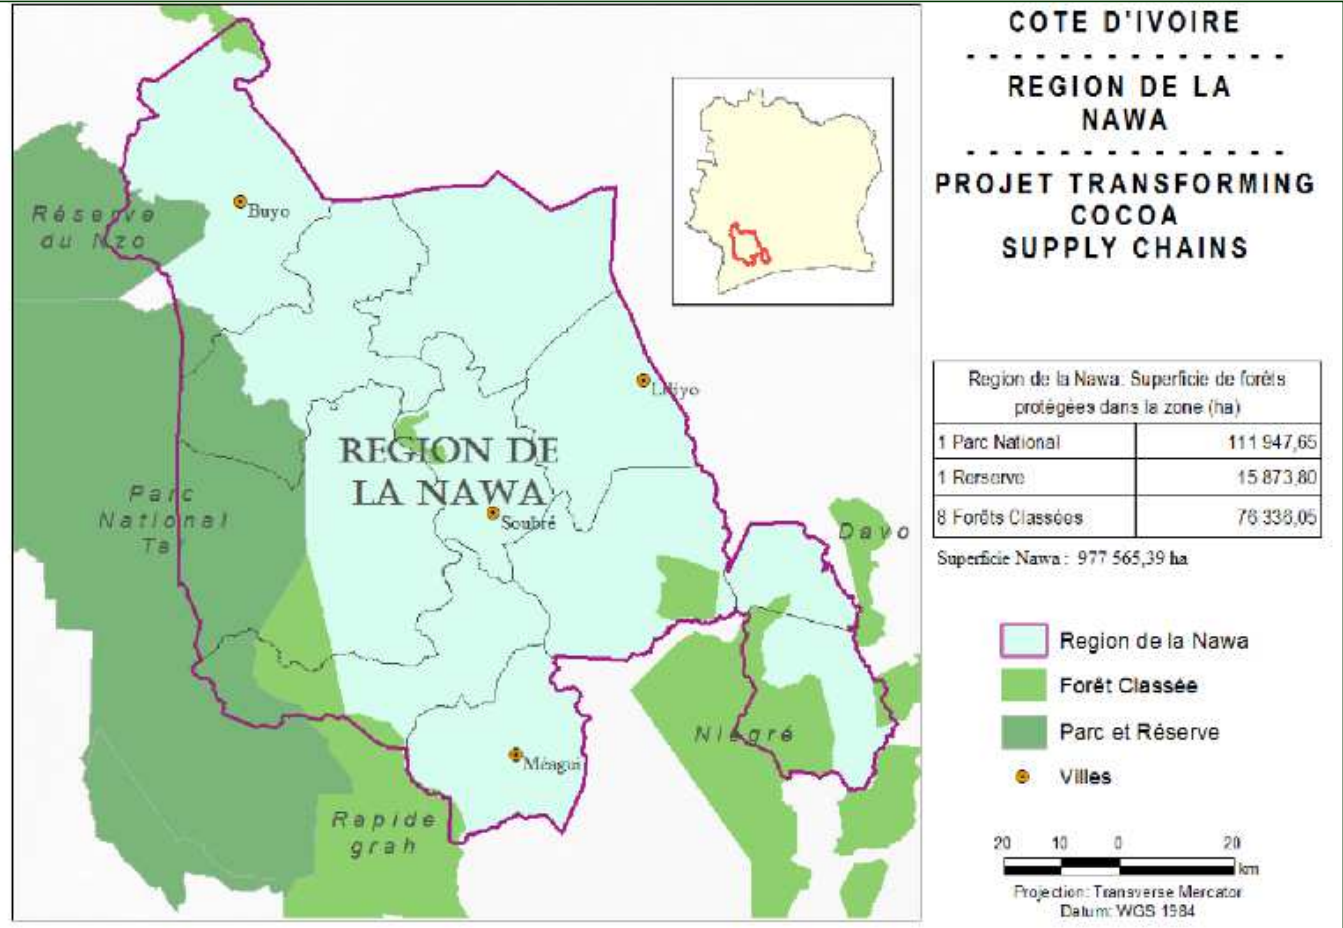 COTE D'IVOIRE
- - - - - - - - - - - - - -
REGION DE LA
NAWA
- - - - - - - - - - - - - -
PROJET TRANSFORMING
COCOA
SUPPLY CHAINS
Region de la Nawa: Superficie de forêts
protégées dans la zone (ha)
1 Parc National 111 947,65
1 Rerserve 15 873,80
8 Forêts Classées 76 336,05
Superficie Nawa : 977 565,39 ha
Region de la Nawa
Forêt Classée
Parc et Réserve
Villes
20 10 0 20
km
Projection: Transverse Mercator
Datum: WGS 1984
Réserve
du Nzo
Buyo
Parc
National
REGION DE
LA NAWA
Soubré
Davo
Niegré
Méagui
Rapide
grah